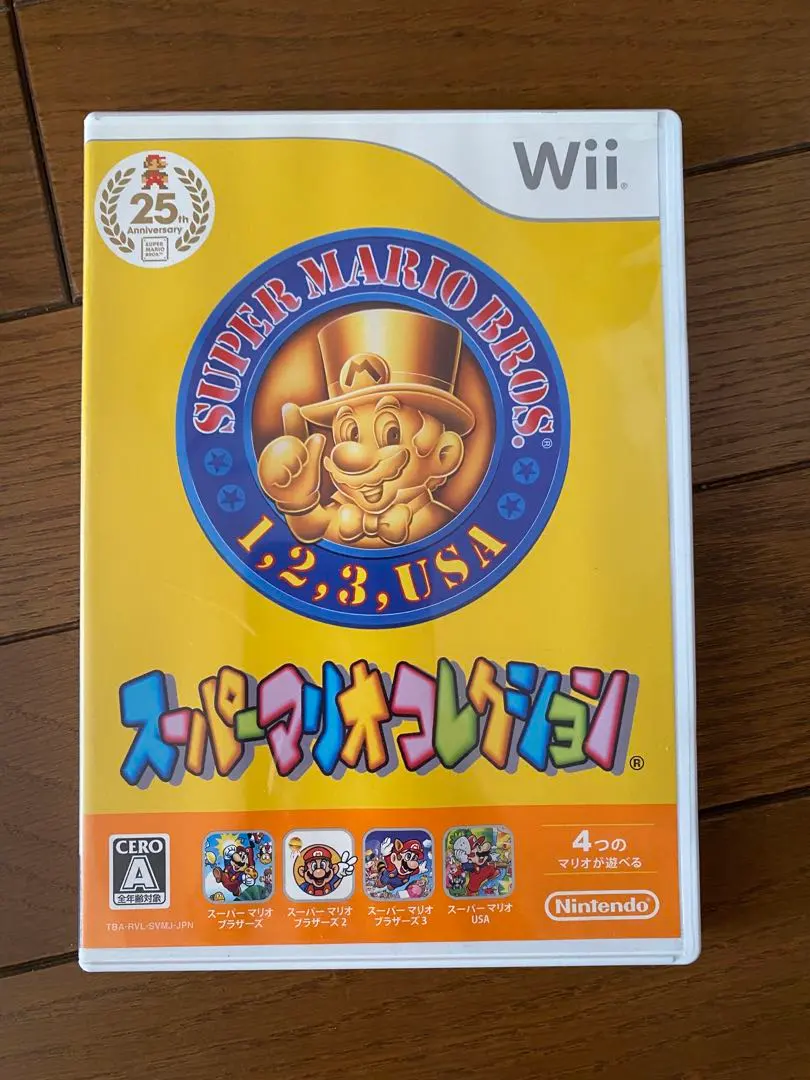 Wii®
25th
Anniversary
SUPER
MARIO
BROS.™
SUPER MARIO BROS.®
M
1,2,3,USA
スーパーマリオコレクション®
CERO
A
全年齢対象
TBA-RVL-SVMJ-JPN
スーパー マリオ
ブラザーズ
スーパー マリオ
ブラザーズ 2
スーパー マリオ
ブラザーズ 3
スーパー マリオ
USA
4つの
マリオが遊べる
Nintendo